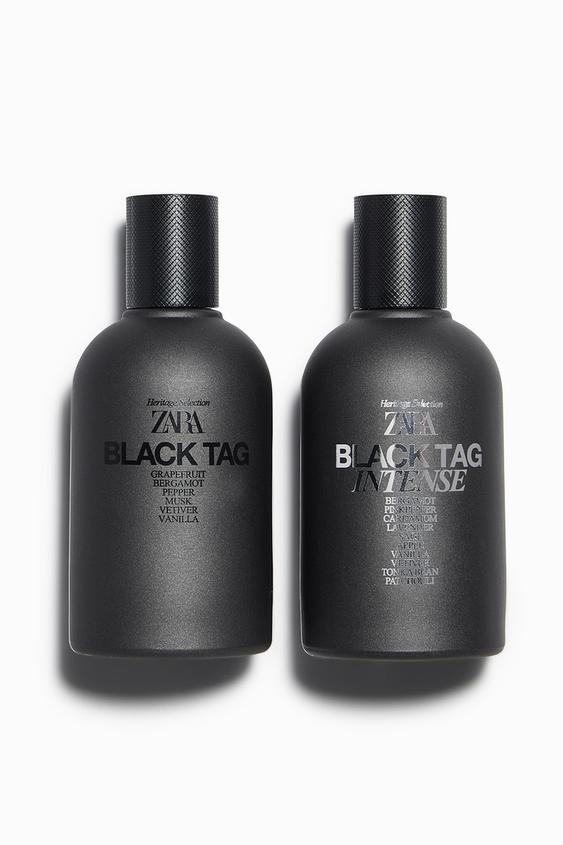 Heritage Selection
ZARA
BLACK TAG
GRAPEFRUIT
BERGAMOT
PEPPER
MUSK
VETIVER
VANILLA
Heritage Selection
ZARA
BLACK TAG
INTENSE
BERGAMOT
PINK PEPPER
CARDAMOM
LAVENDER
SAGE
APPLE
VANILLA
VETIVER
TONKA BEAN
PATCHOULI